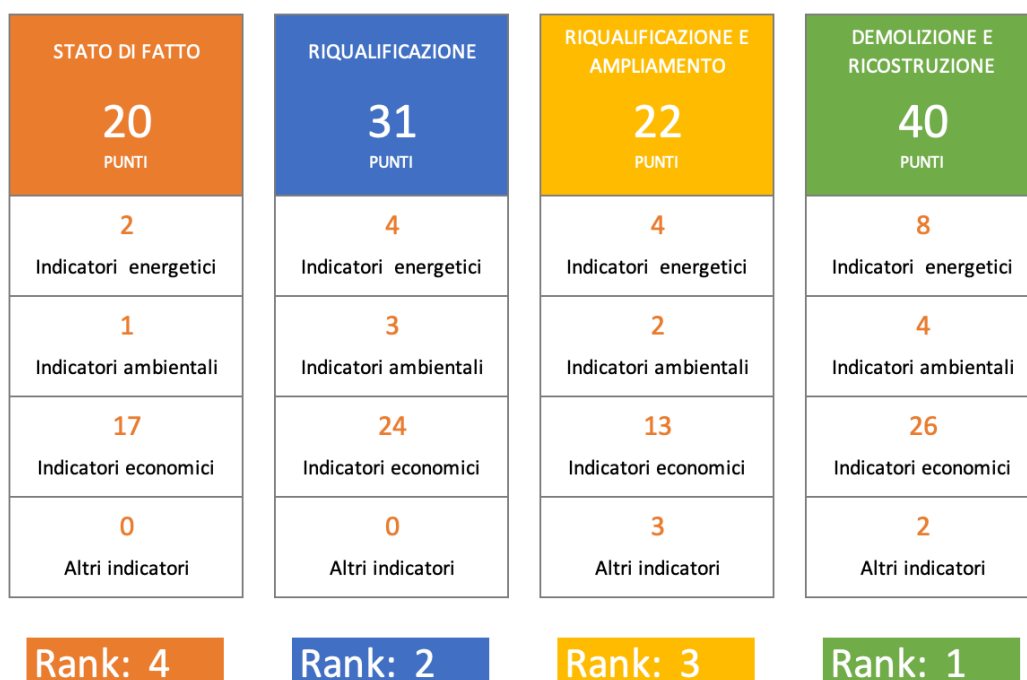 STATO DI FATTO
20
PUNTI
2
Indicatori energetici
1
Indicatori ambientali
17
Indicatori economici
0
Altri indicatori
Rank: 4
RIQUALIFICAZIONE
31
PUNTI
4
Indicatori energetici
3
Indicatori ambientali
24
Indicatori economici
0
Altri indicatori
Rank: 2
RIQUALIFICAZIONE E
AMPLIAMENTO
22
PUNTI
4
Indicatori energetici
2
Indicatori ambientali
13
Indicatori economici
3
Altri indicatori
Rank: 3
DEMOLIZIONE E
RICOSTRUZIONE
40
PUNTI
8
Indicatori energetici
4
Indicatori ambientali
26
Indicatori economici
2
Altri indicatori
Rank: 1